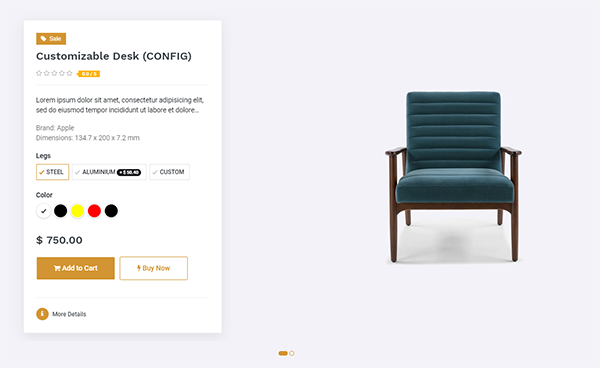 Sale
Customizable Desk (CONFIG)
0.0 / 5
Lorem ipsum dolor sit amet, consectetur adipisicing elit,
sed do eiusmod tempor incididunt ut labore et dolore...
Brand: Apple
Dimensions: 134.7 x 200 x 7.2 mm
Legs
STEEL ALUMINIUM + $ 50.40 CUSTOM
Color
$ 750.00
Add to Cart Buy Now
More Details